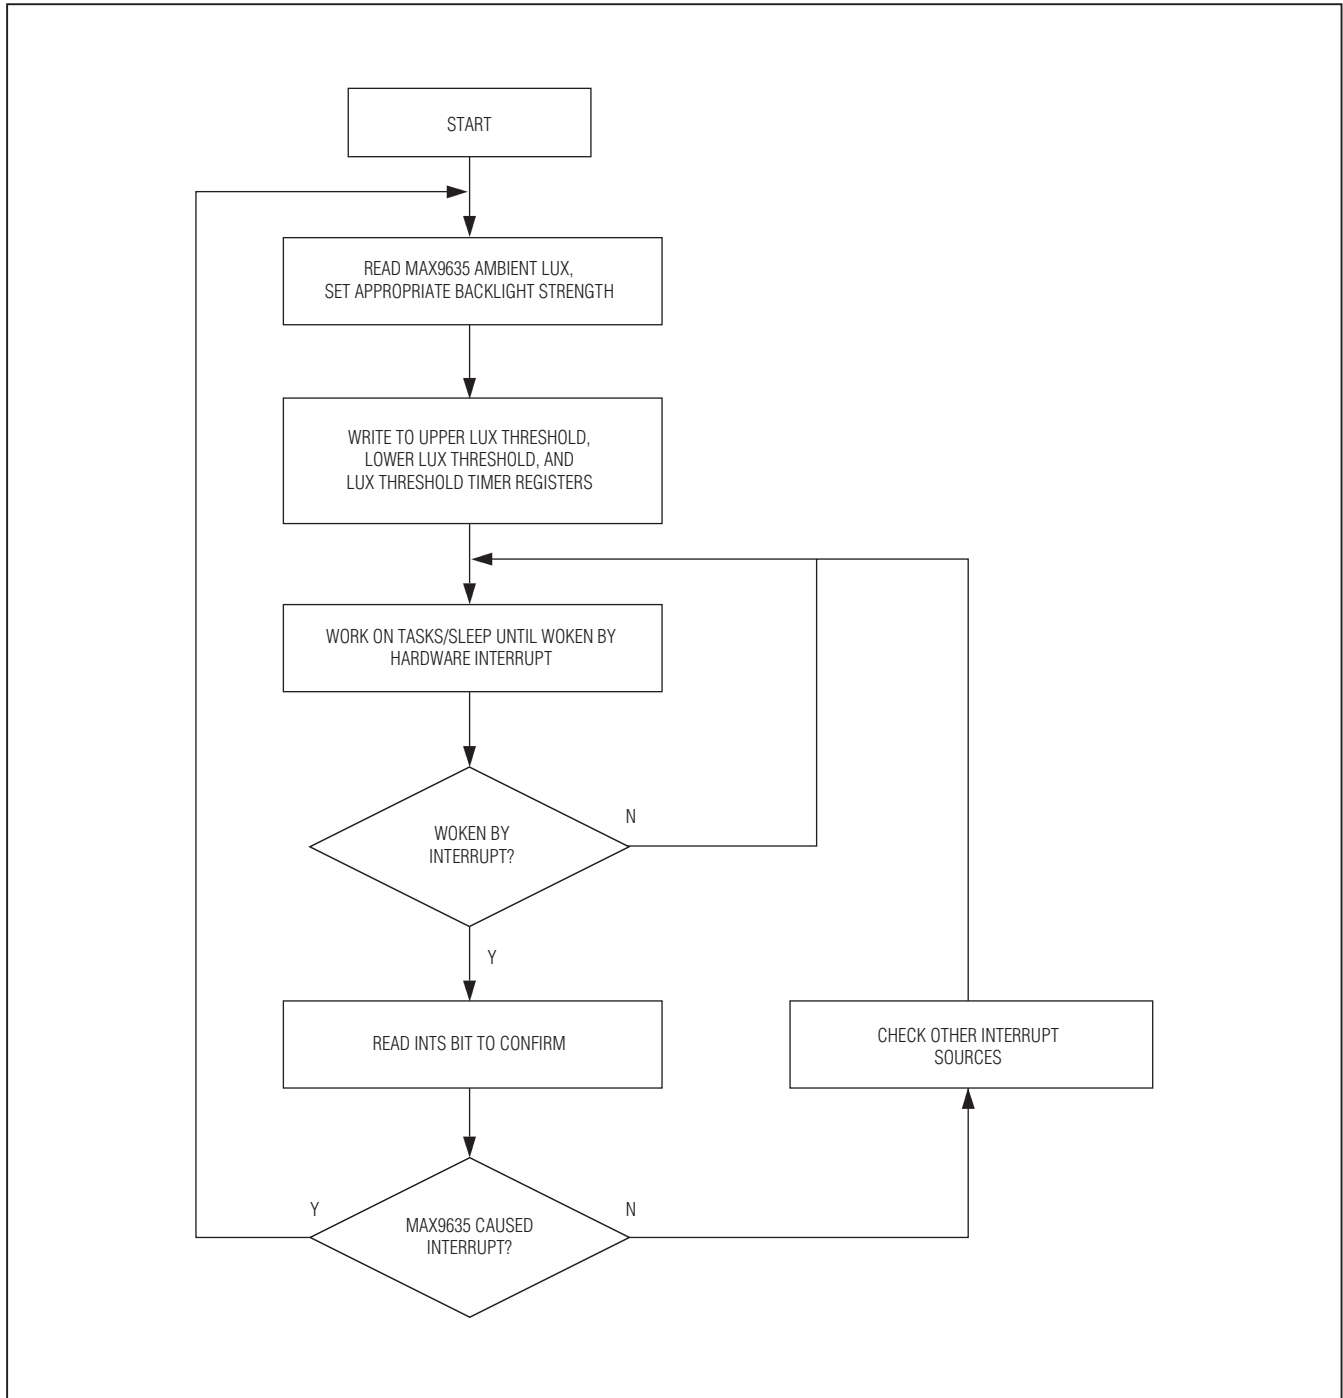 START
READ MAX9635 AMBIENT LUX,
SET APPROPRIATE BACKLIGHT STRENGTH
WRITE TO UPPER LUX THRESHOLD,
LOWER LUX THRESHOLD, AND
LUX THRESHOLD TIMER REGISTERS
WORK ON TASKS/SLEEP UNTIL WOKEN BY
HARDWARE INTERRUPT
WOKEN BY
INTERRUPT?
N
Y
READ INTS BIT TO CONFIRM
CHECK OTHER INTERRUPT
SOURCES
Y
MAX9635 CAUSED
INTERRUPT?
N